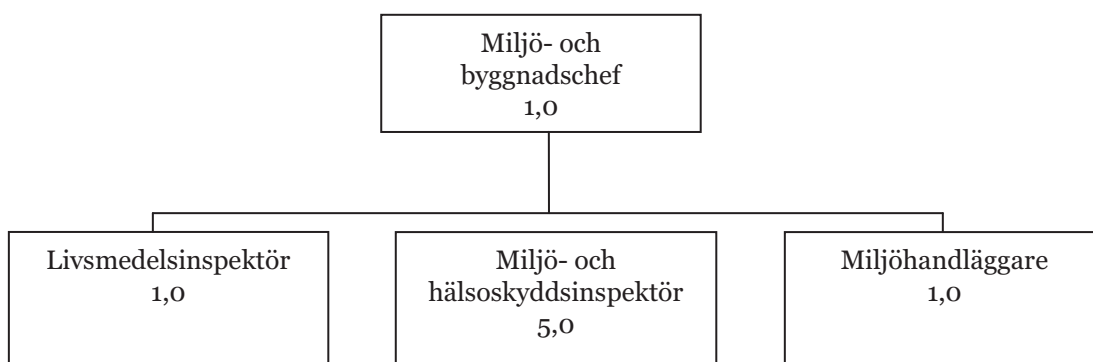 Miljö- och
byggnadschef
1,0
Livsmedelsinspektör
1,0
Miljö- och
hälsoskyddsinspektör
5,0
Miljöhandläggare
1,0